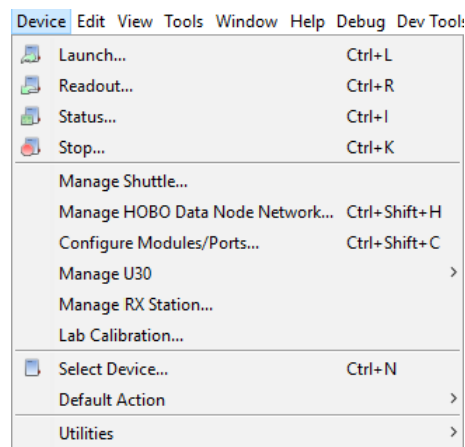 Device Edit View Tools Window Help Debug Dev Tools
Launch... Ctrl+L
Readout... Ctrl+R
Status... Ctrl+I
Stop... Ctrl+K
Manage Shuttle...
Manage HOBO Data Node Network... Ctrl+Shift+H
Configure Modules/Ports... Ctrl+Shift+C
Manage U30
Manage RX Station...
Lab Calibration...
Select Device... Ctrl+N
Default Action
Utilities